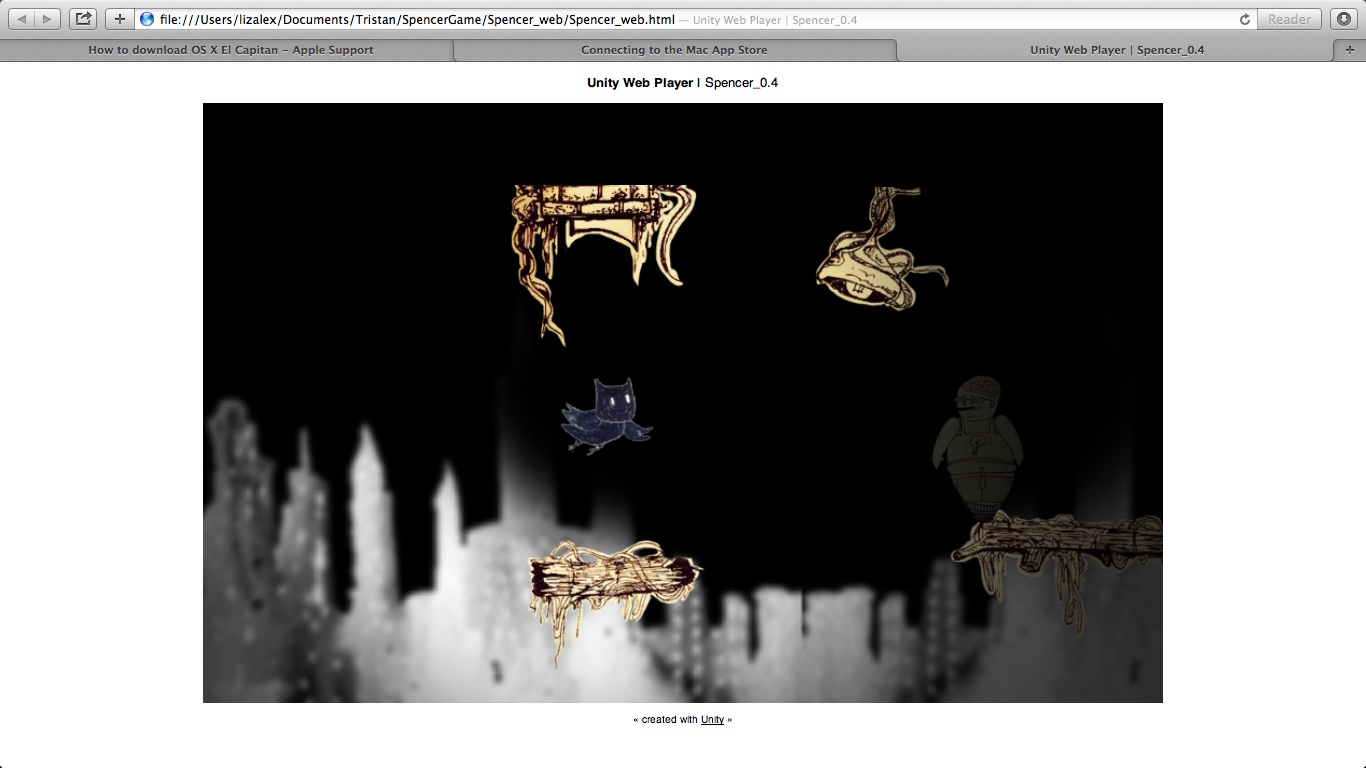 file:///Users/lizalex/Documents/Tristan/SpencerGame/Spencer_web/Spencer_web.html — Unity Web Player | Spencer_0.4
Reader
How to download OS X El Capitan – Apple Support
Connecting to the Mac App Store
Unity Web Player | Spencer_0.4
Unity Web Player | Spencer_0.4
« created with Unity »